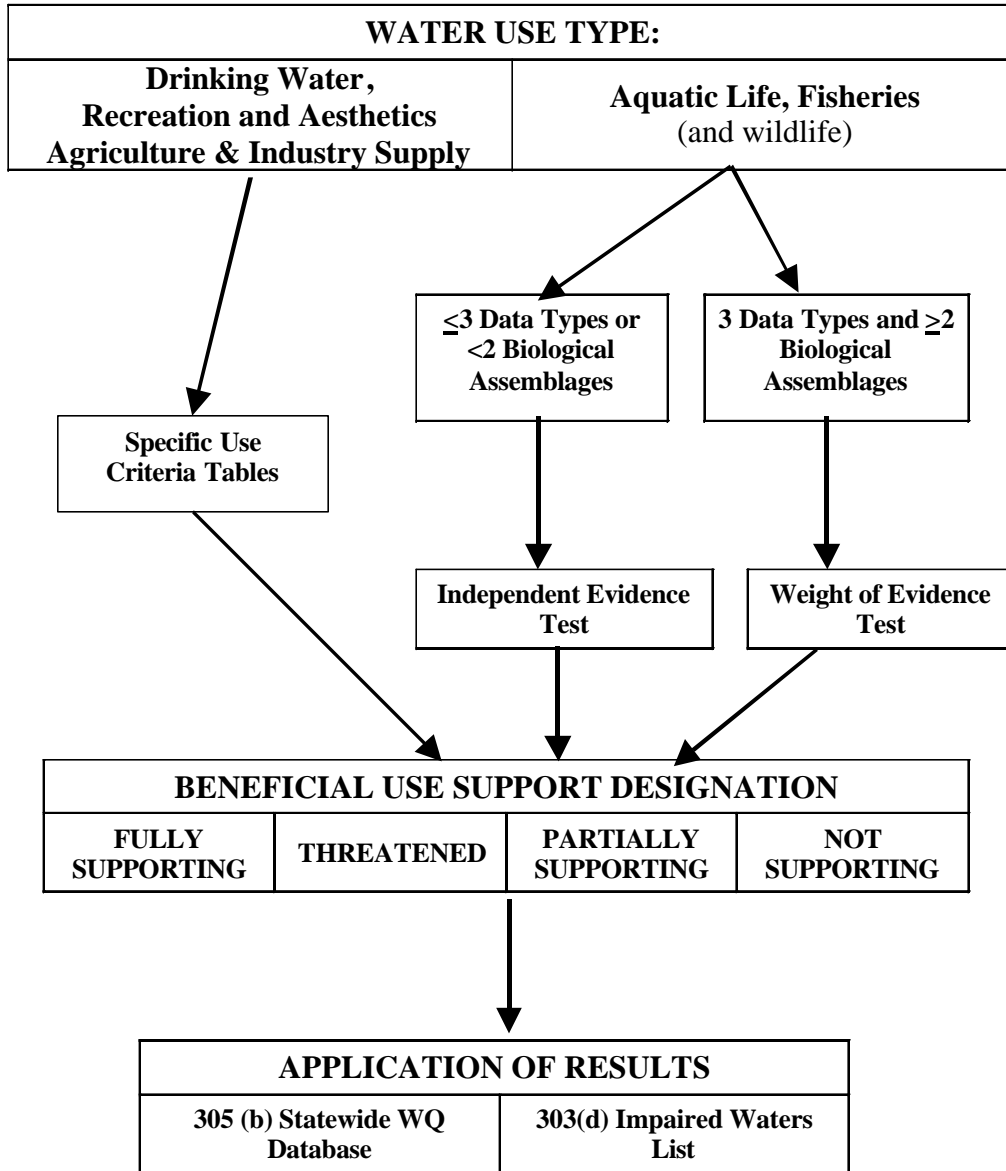 WATER USE TYPE:
Drinking Water,
Recreation and Aesthetics
Agriculture & Industry Supply
Aquatic Life, Fisheries
(and wildlife)
≤3 Data Types or
<2 Biological
Assemblages
3 Data Types and ≥2
Biological
Assemblages
Specific Use
Criteria Tables
Independent Evidence
Test
Weight of Evidence
Test
BENEFICIAL USE SUPPORT DESIGNATION
FULLY
SUPPORTING
THREATENED
PARTIALLY
SUPPORTING
NOT
SUPPORTING
APPLICATION OF RESULTS
305 (b) Statewide WQ
Database
303(d) Impaired Waters
List